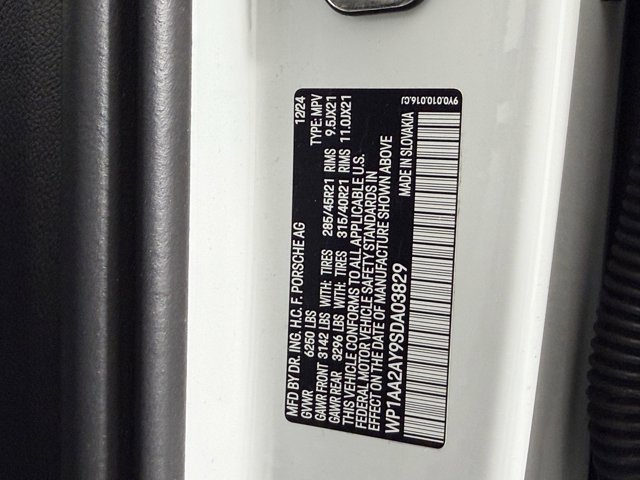 MFD BY DR. ING. H.C. F. PORSCHE AG 12/24
GVWR 6250 LBS TYPE: MPV
GAWR FRONT 3142 LBS WITH: TIRES 285/45R21 RIMS 9.5JX21
GAWR REAR 3296 LBS WITH: TIRES 315/40R21 RIMS 11.0JX21
THIS VEHICLE CONFORMS TO ALL APPLICABLE U.S.
FEDERAL MOTOR VEHICLE SAFETY STANDARDS IN
EFFECT ON THE DATE OF MANUFACTURE SHOWN ABOVE
WP1AA2AY9SDA03829 MADE IN SLOVAKIA
9Y0.010.016.CJ